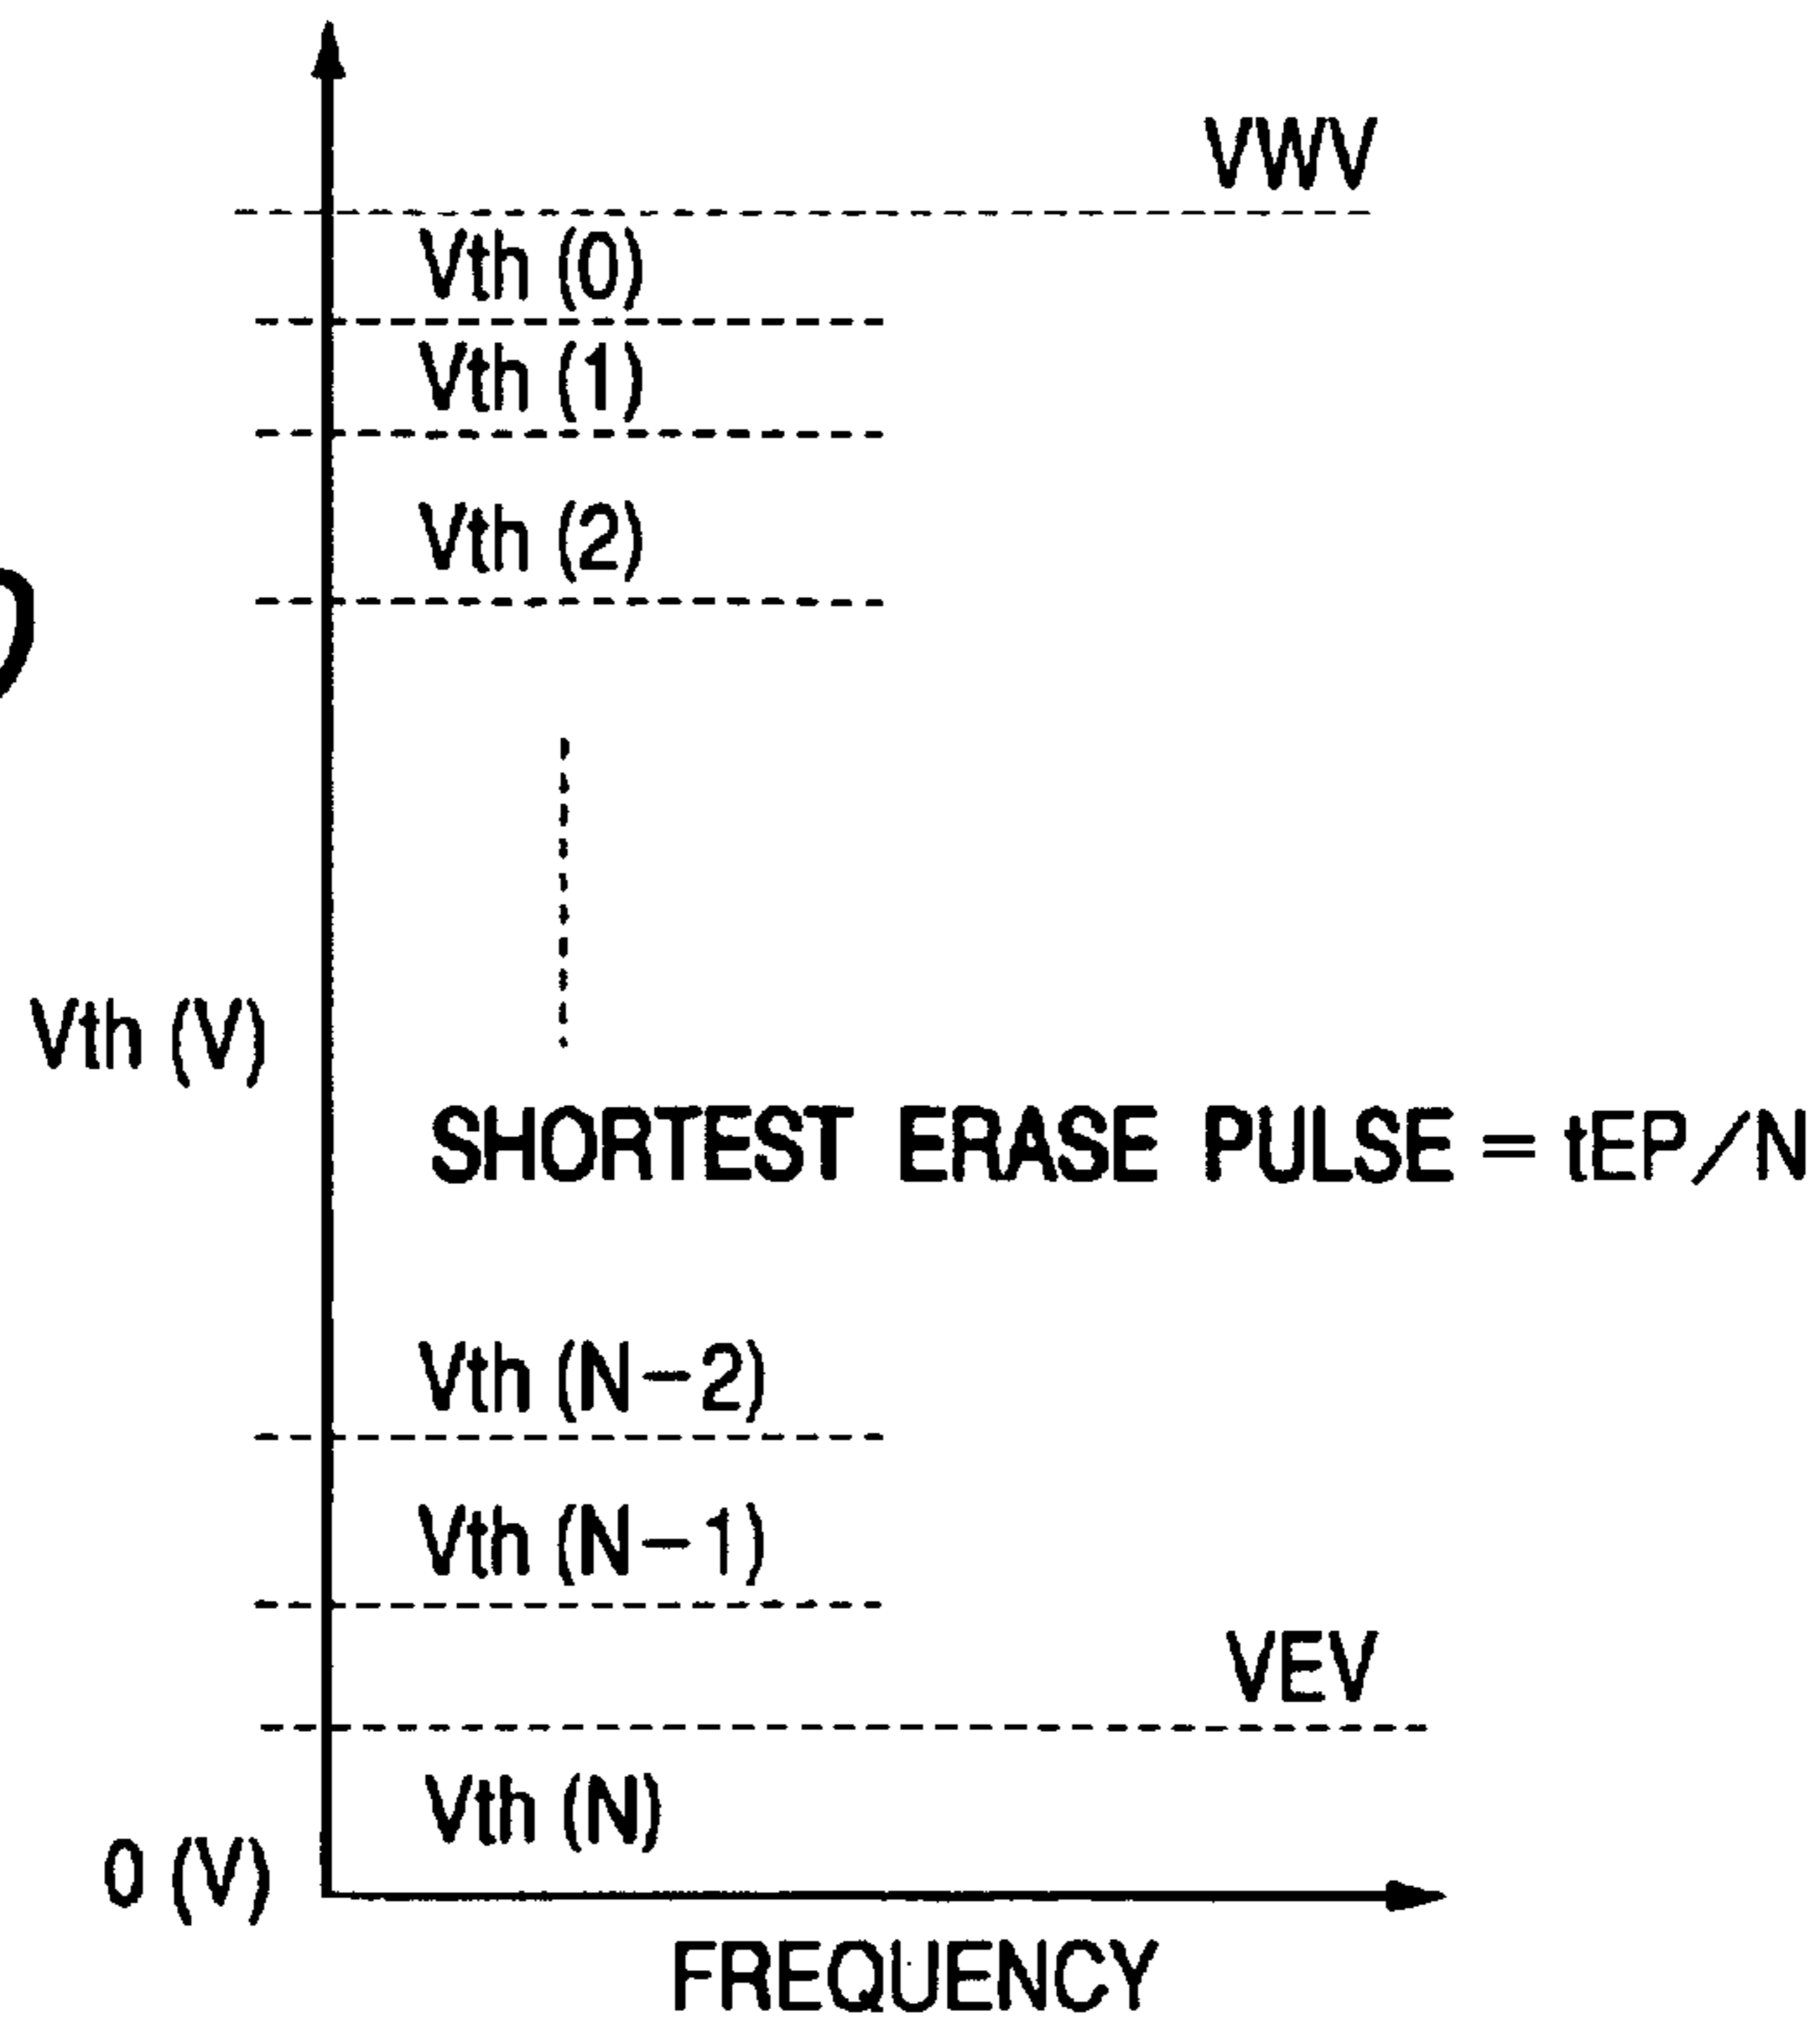 VWV
Vth (0)
Vth (1)
Vth (2)
Vth (V)
SHORTEST ERASE PULSE = tEP/N
Vth (N-2)
Vth (N-1)
VEV
Vth (N)
0 (V)
FREQUENCY